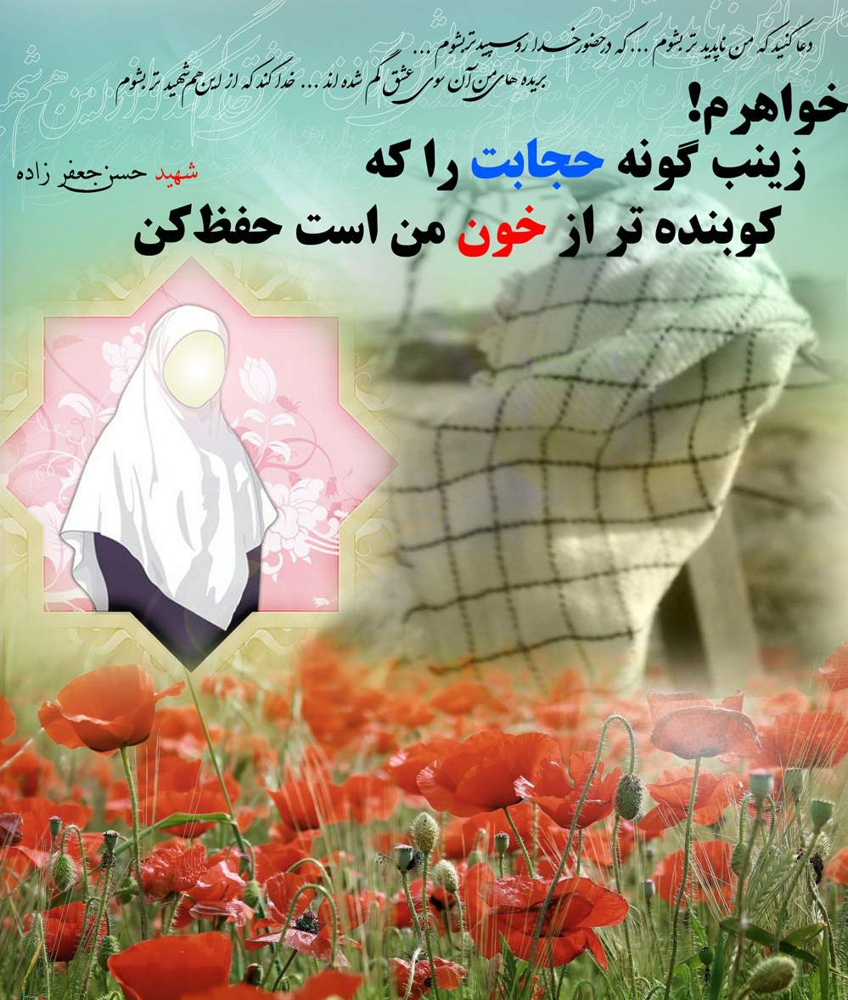 دعا کنید که من ناپدید تر بشوم ... که در حضور خدا رو سپید تر بشوم ...
بریده های من آن سوی عشق گم شده اند ... خدا کند که از این هم شهید تر بشوم
خواهرم!
زینب گونه حجابت را که
کوبنده تر از خون من است حفظ کن
شهید حسن جعفر زاده